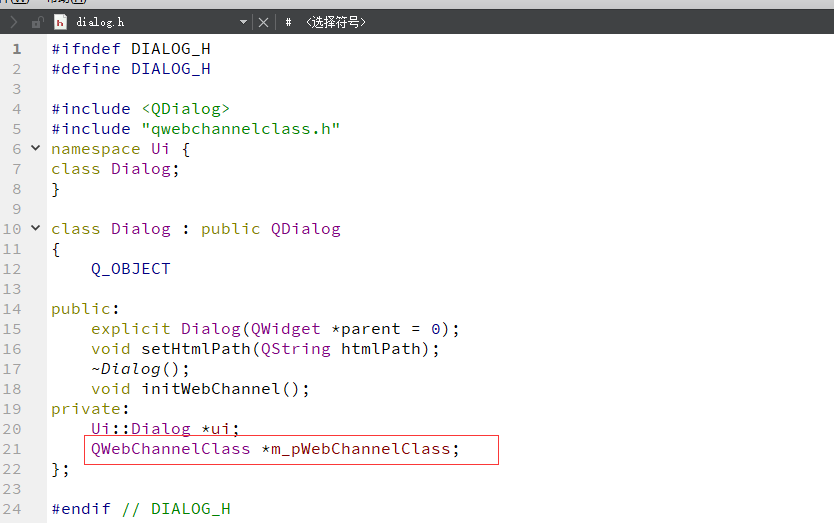 dialog.h # <选择符号>
1 #ifndef DIALOG_H
2 #define DIALOG_H
3
4 #include <QDialog>
5 #include "qwebchannelclass.h"
6 namespace Ui {
7 class Dialog;
8 }
9
10 class Dialog : public QDialog
11 {
12     Q_OBJECT
13
14 public:
15     explicit Dialog(QWidget *parent = 0);
16     void setHtmlPath(QString htmlPath);
17     ~Dialog();
18     void initWebChannel();
19 private:
20     Ui::Dialog *ui;
21     QWebChannelClass *m_pWebChannelClass;
22 };
23
24 #endif // DIALOG_H